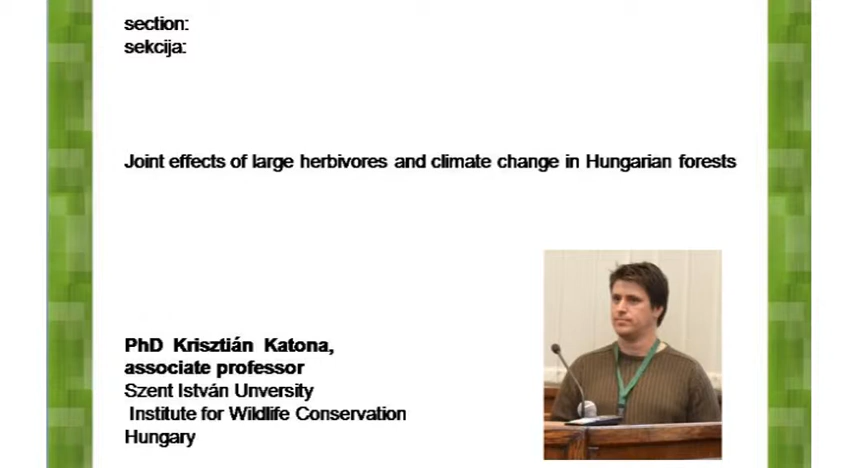 section:
sekcija:
Joint effects of large herbivores and climate change in Hungarian forests
PhD Krisztián Katona,
associate professor
Szent István Unversity
Institute for Wildlife Conservation
Hungary